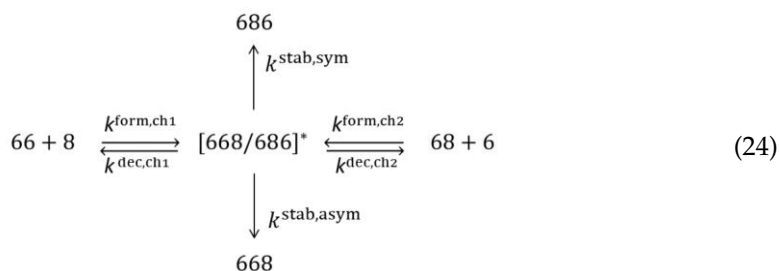 686
k^stab,sym
k^form,ch1 k^form,ch2
66 + 8 [668/686]* 68 + 6 (24)
k^dec,ch1 k^dec,ch2
k^stab,asym
668